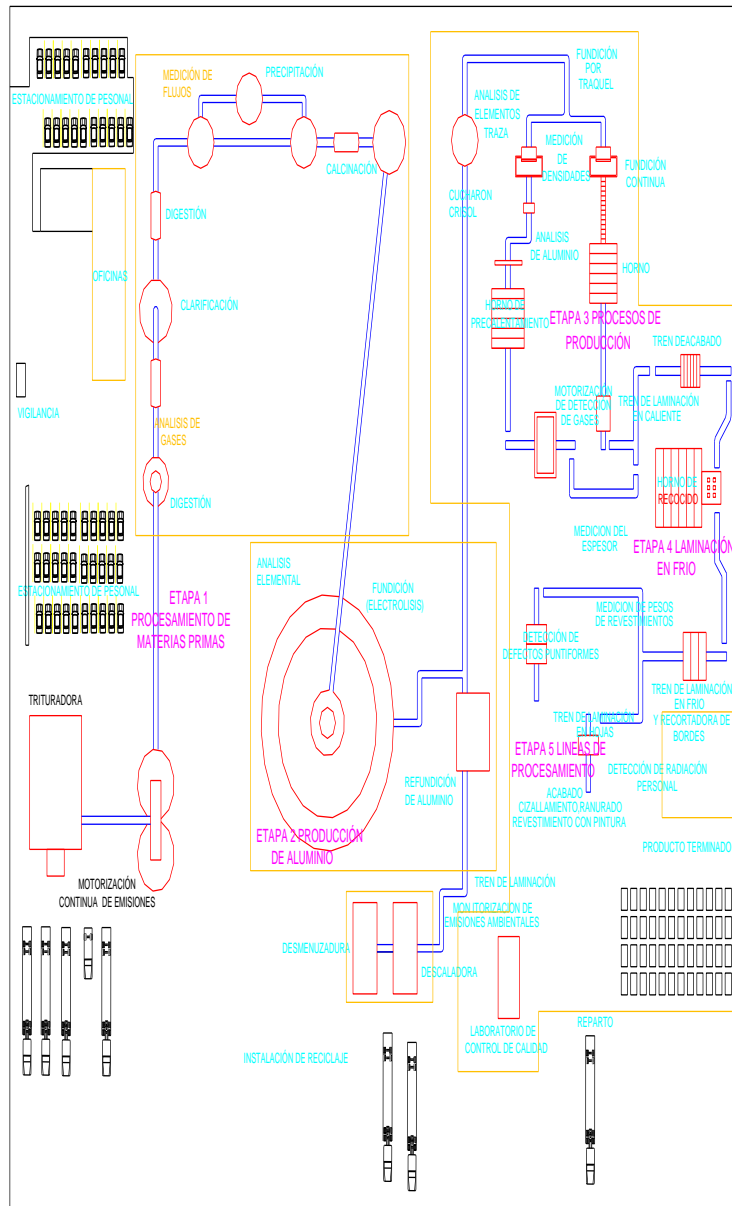 ESTACIONAMIENTO DE PESONAL
OFICINAS
VIGILANCIA
ESTACIONAMIENTO DE PESONAL
TRITURADORA
MOTORIZACIÓN
CONTINUA DE EMISIONES
MEDICIÓN DE
FLUJOS
PRECIPITACIÓN
CALCINACIÓN
DIGESTIÓN
CLARIFICACIÓN
ANALISIS DE
GASES
DIGESTIÓN
ETAPA 1
PROCESAMIENTO DE
MATERIAS PRIMAS
ANALISIS
ELEMENTAL
FUNDICIÓN
(ELECTROLISIS)
REFUNDICIÓN
DE ALUMINIO
ETAPA 2 PRODUCCIÓN
DE ALUMINIO
DESMENUZADURA
DESCALADORA
INSTALACIÓN DE RECICLAJE
ANALISIS DE
ELEMENTOS
TRAZA
FUNDICIÓN
POR
TRAQUEL
MEDICIÓN
DE
DENSIDADES
FUNDICIÓN
CONTINUA
CUCHARON
CRISOL
ANALISIS
DE ALUMINIO
HORNO
HORNO DE
PRECALENTAMIENTO
ETAPA 3 PROCESOS DE
PRODUCCIÓN
TREN DEACABADO
MOTORIZACIÓN
DE DETECCION
DE GASES
TREN DE LAMINACIÓN
EN CALIENTE
HORNO DE
RECOCIDO
MEDICION DEL
ESPESOR
ETAPA 4 LAMINACIÓN
EN FRIO
MEDICION DE PESOS
DE REVESTIMIENTOS
DETECCIÓN DE
DEFECTOS PUNTIFORMES
TREN DE LAMINACIÓN
EN FRIÓ
Y RECORTADORA DE
BORDES
TREN DE LAMINACIÓN
EN HOJAS
ETAPA 5 LINEAS DE
PROCESAMIENTO
DETECCIÓN DE RADIACIÓN
PERSONAL
ACABADO
CIZALLAMIENTO,RANURADO
REVESTIMIENTO CON PINTURA
PRODUCTO TERMINADO
TREN DE LAMINACIÓN
MONITORIZACION DE
EMISIONES AMBIENTALES
LABORATORIO DE
CONTROL DE CALIDAD
REPARTO